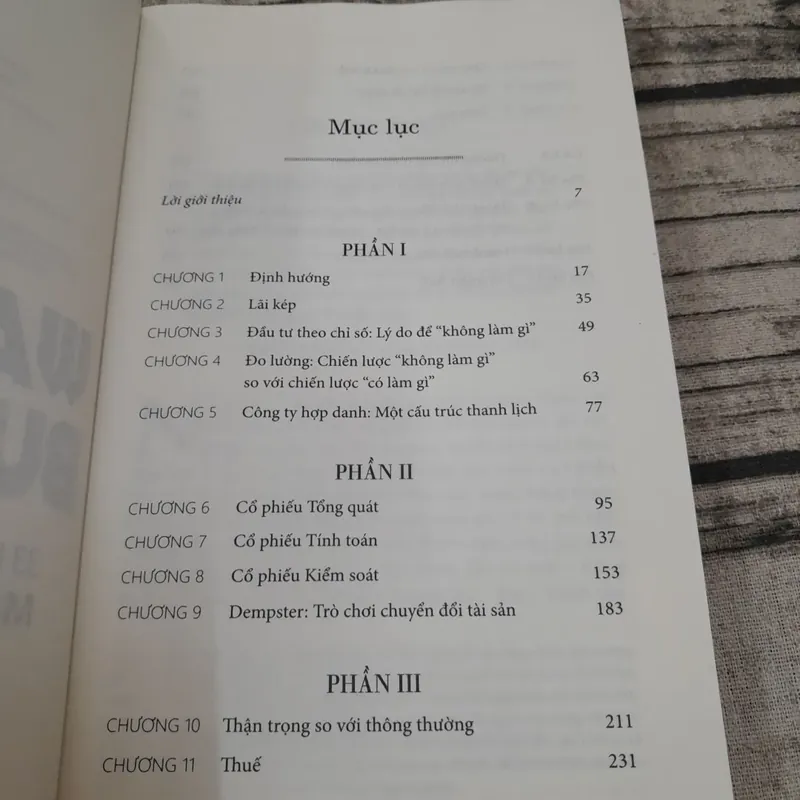 Mục lục
Lời giới thiệu 7
PHẦN I
CHƯƠNG 1 Định hướng 17
CHƯƠNG 2 Lãi kép 35
CHƯƠNG 3 Đầu tư theo chỉ số: Lý do để “không làm gì” 49
CHƯƠNG 4 Đo lường: Chiến lược “không làm gì”
so với chiến lược “có làm gì” 63
CHƯƠNG 5 Công ty hợp danh: Một cấu trúc thanh lịch 77
PHẦN II
CHƯƠNG 6 Cổ phiếu Tổng quát 95
CHƯƠNG 7 Cổ phiếu Tính toán 137
CHƯƠNG 8 Cổ phiếu Kiểm soát 153
CHƯƠNG 9 Dempster: Trò chơi chuyển đổi tài sản 183
PHẦN III
CHƯƠNG 10 Thận trọng so với thông thường 211
CHƯƠNG 11 Thuế 231